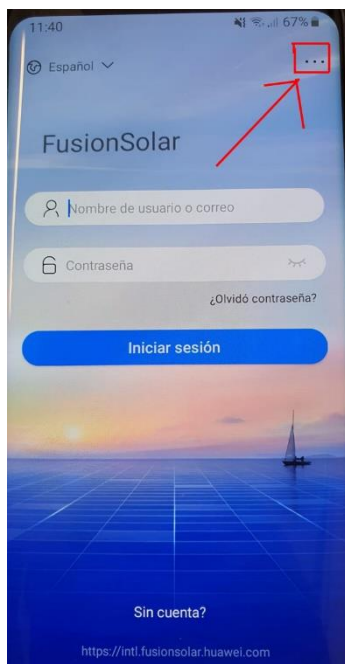 11:40 67%
Español
FusionSolar
Nombre de usuario o correo
Contraseña
¿Olvidó contraseña?
Iniciar sesión
Sin cuenta?
https://intl.fusionsolar.huawei.com